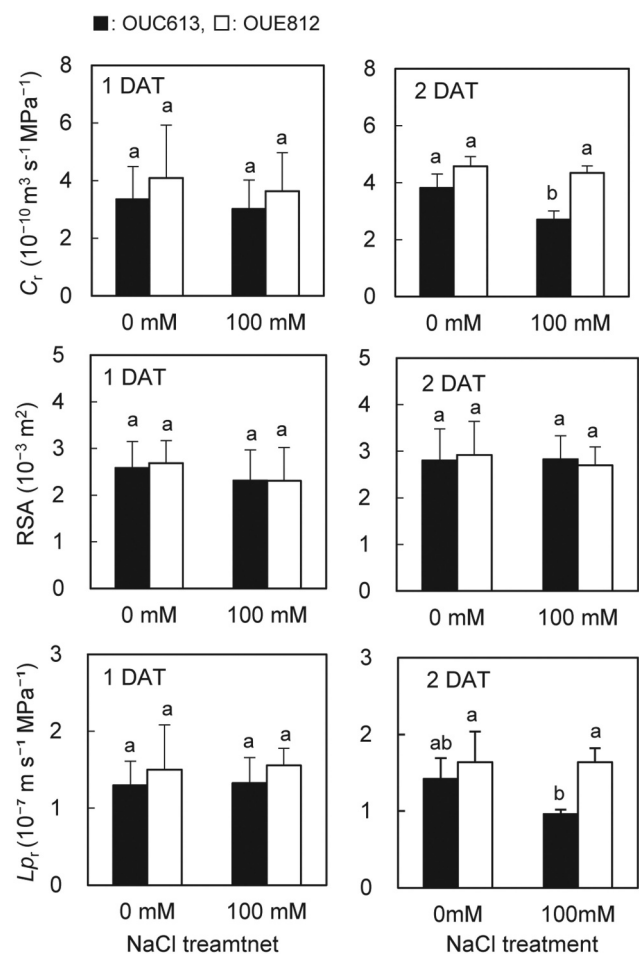 ■: OUC613, □: OUE812
1 DAT
Cr (10⁻¹⁰ m³ s⁻¹ MPa⁻¹)
8
6
4
2
0
a
a
a
a
0 mM
100 mM
2 DAT
8
6
4
2
0
a
a
b
a
0 mM
100 mM
1 DAT
RSA (10⁻³ m²)
5
4
3
2
1
0
a
a
a
a
0 mM
100 mM
2 DAT
5
4
3
2
1
0
a
a
a
a
0 mM
100 mM
1 DAT
Lpr (10⁻⁷ m s⁻¹ MPa⁻¹)
3
2
1
0
a
a
a
a
0 mM
100 mM
NaCl treamtnet
2 DAT
3
2
1
0
ab
a
b
a
0mM
100mM
NaCl treatment